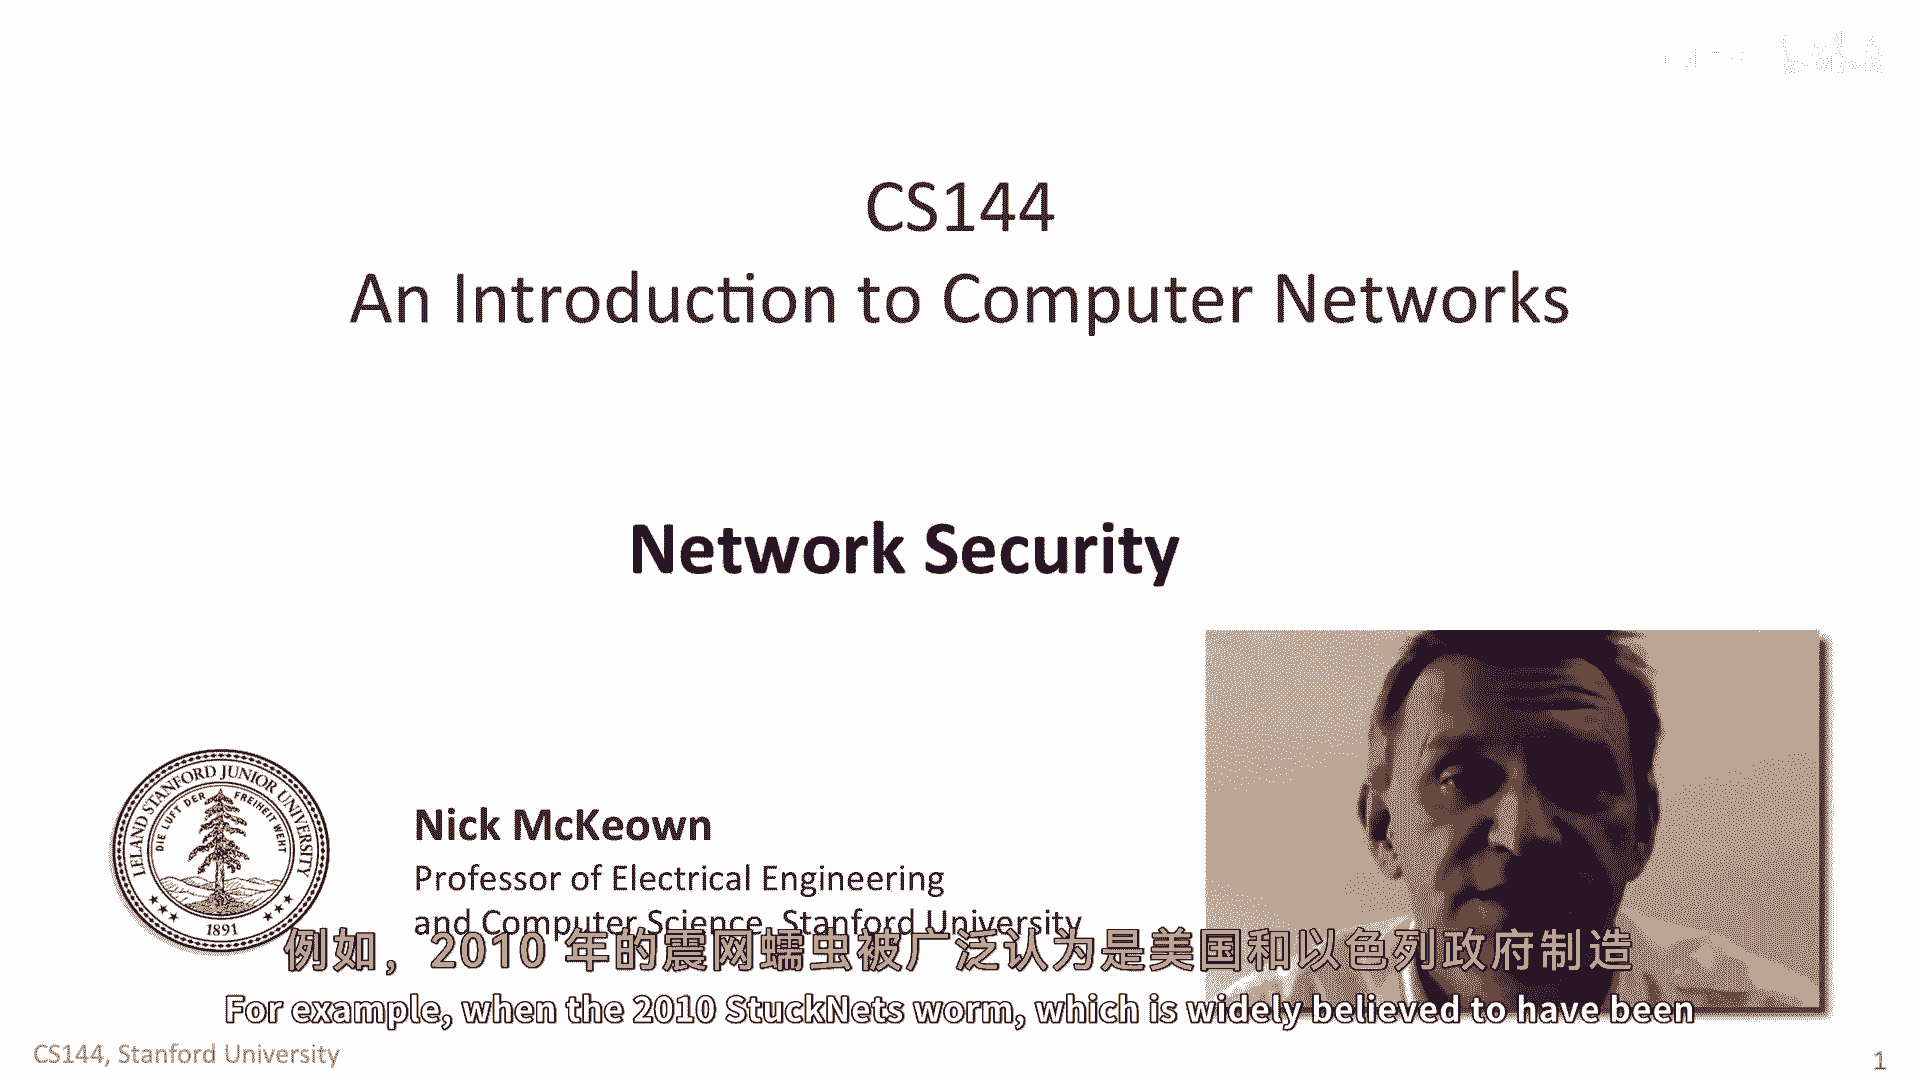 CS144
An Introduction to Computer Networks
Network Security
LELAND STANFORD JUNIOR UNIVERSITY
DIE LUFT DER FREIHEIT WEHT
1891
Nick McKeown
Professor of Electrical Engineering
and Computer Science, Stanford University
例如，2010 年的震网蠕虫被广泛认为是美国和以色列政府制造
For example, when the 2010 StuckNets worm, which is widely believed to have been
CS144, Stanford University
1